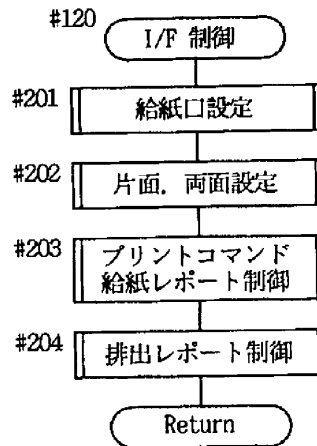 #120
I/F 制御
#201
給紙口設定
#202
片面, 両面設定
#203
プリントコマンド
給紙レポート制御
#204
排出レポート制御
Return